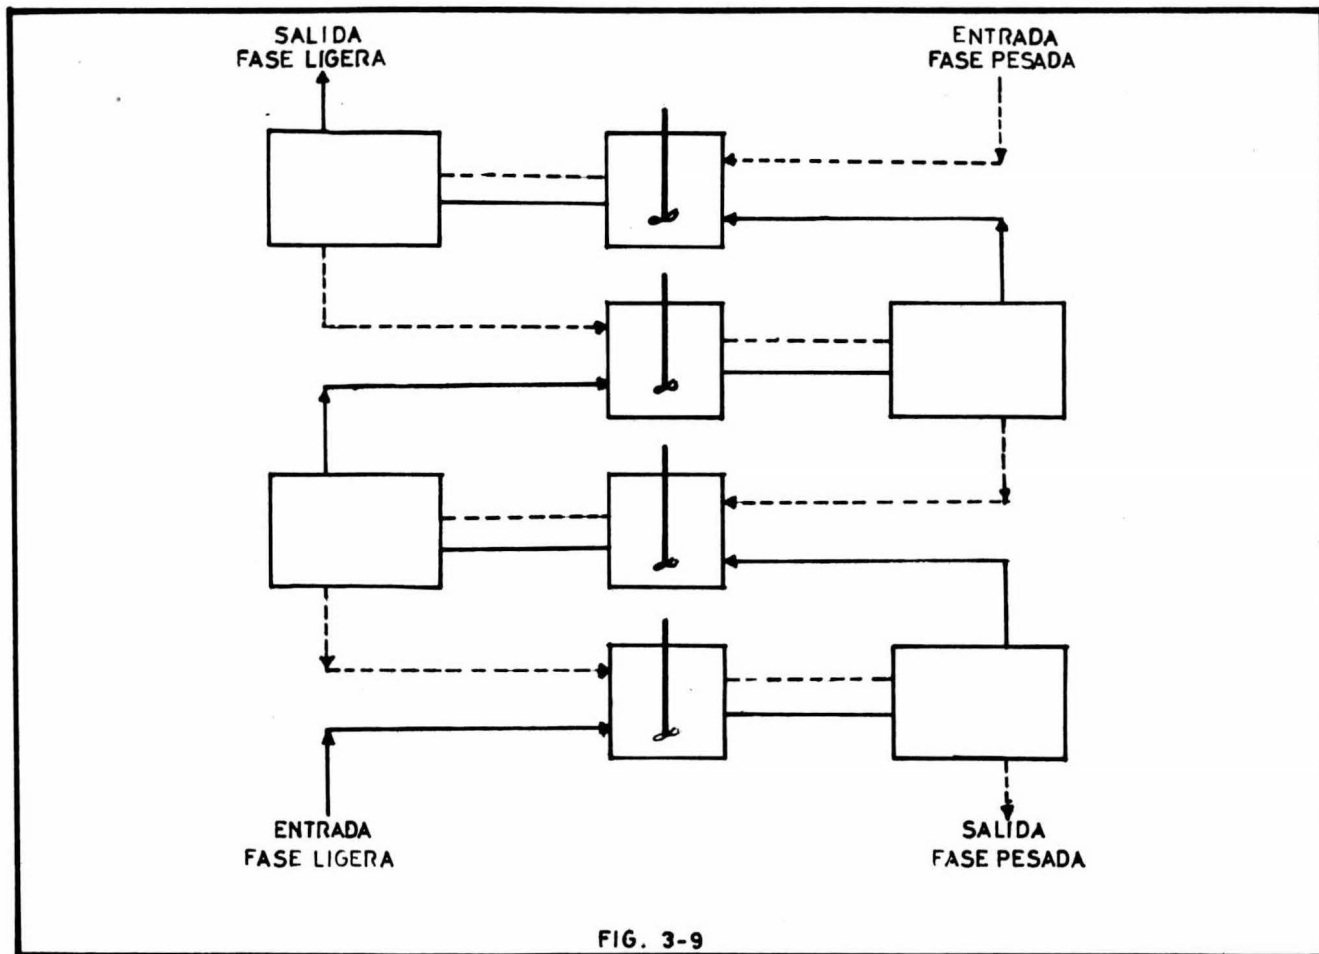 SALIDA
FASE LIGERA
ENTRADA
FASE PESADA
ENTRADA
FASE LIGERA
SALIDA
FASE PESADA
FIG. 3-9